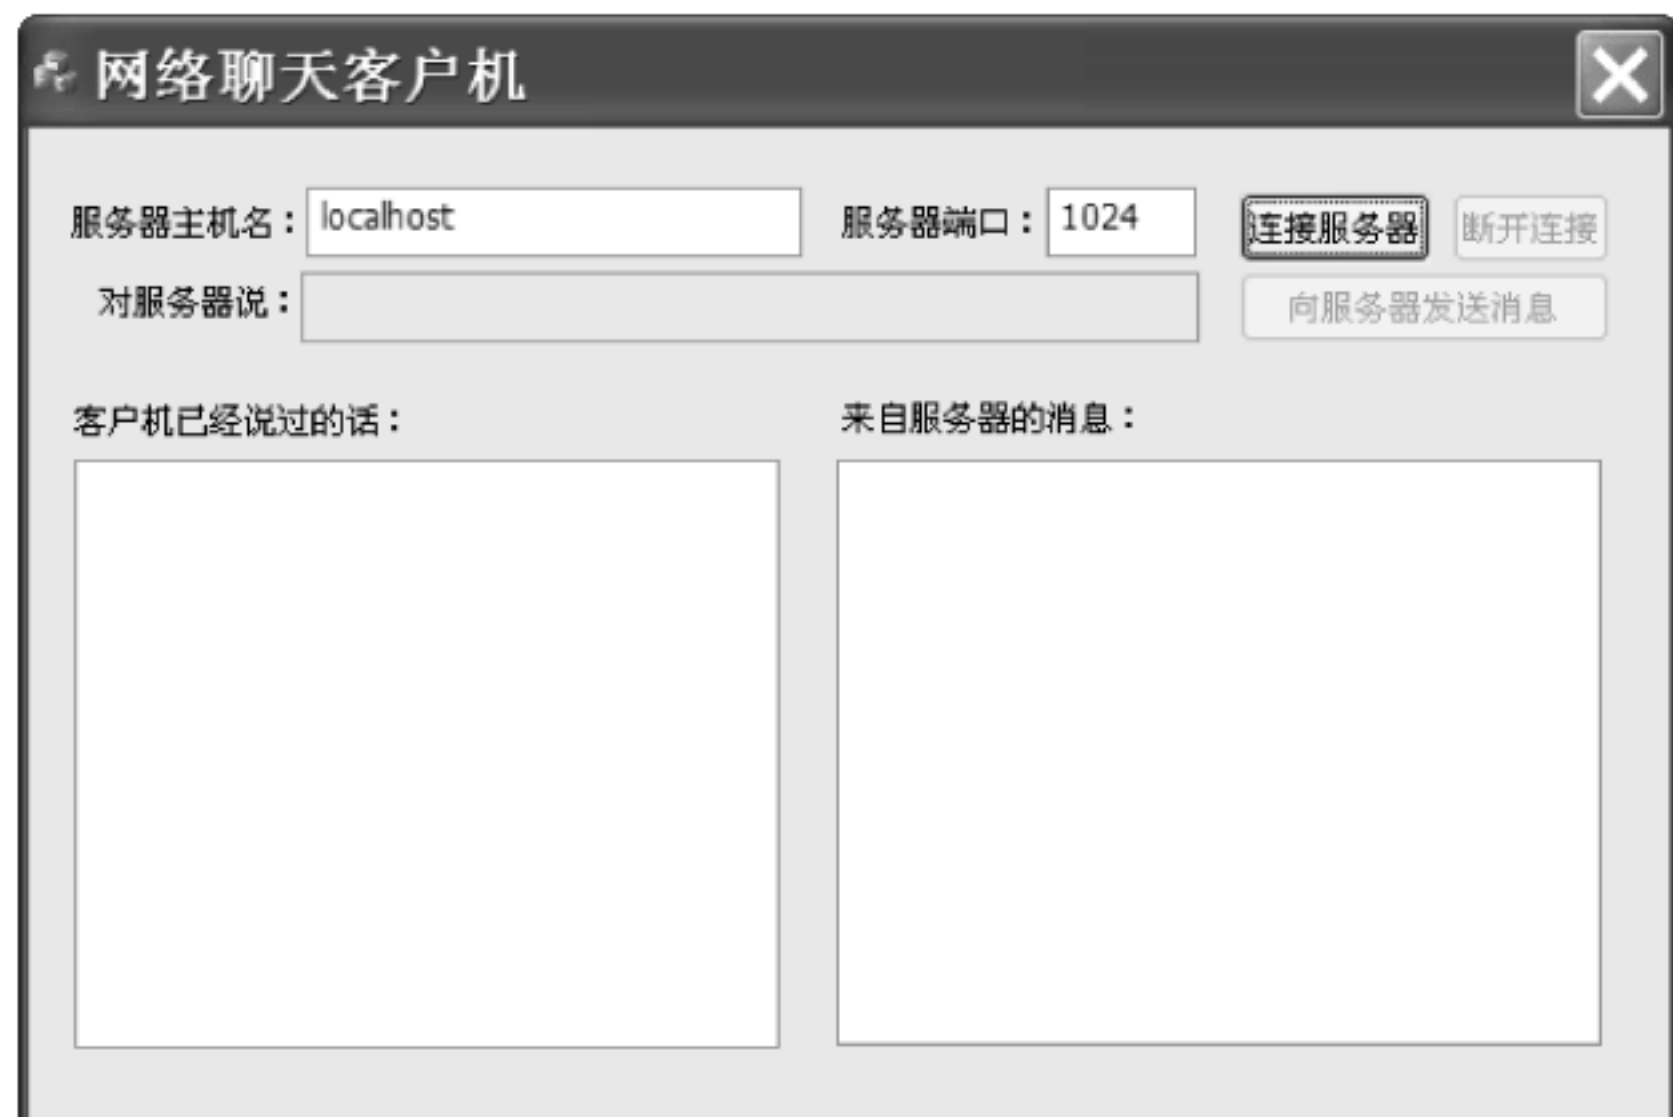 网络聊天客户机
服务器主机名：localhost 服务器端口：1024 连接服务器 断开连接
对服务器说： 向服务器发送消息
客户机已经说过的话： 来自服务器的消息：